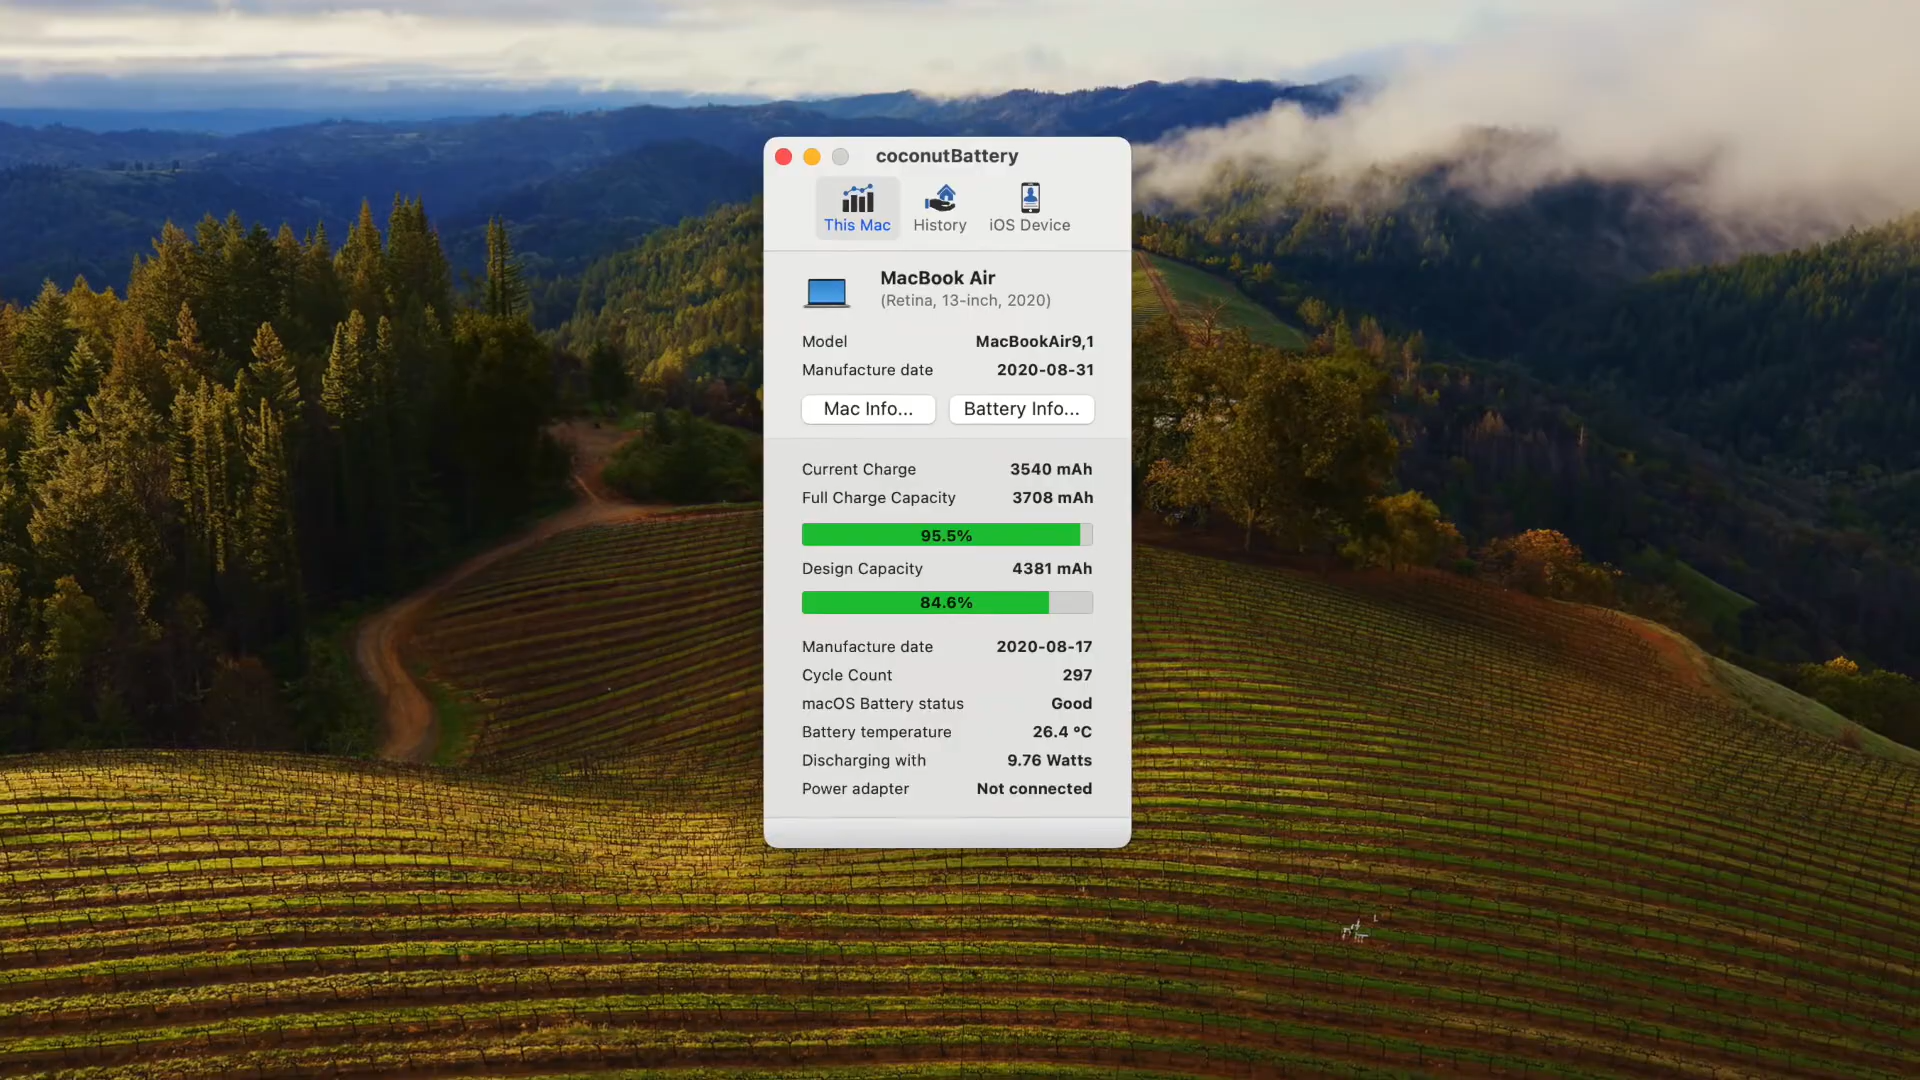 coconutBattery
This Mac
History
iOS Device
MacBook Air
(Retina, 13-inch, 2020)
Model MacBookAir9,1
Manufacture date 2020-08-31
Mac Info... Battery Info...
Current Charge 3540 mAh
Full Charge Capacity 3708 mAh
95.5%
Design Capacity 4381 mAh
84.6%
Manufacture date 2020-08-17
Cycle Count 297
macOS Battery status Good
Battery temperature 26.4 ºC
Discharging with 9.76 Watts
Power adapter Not connected